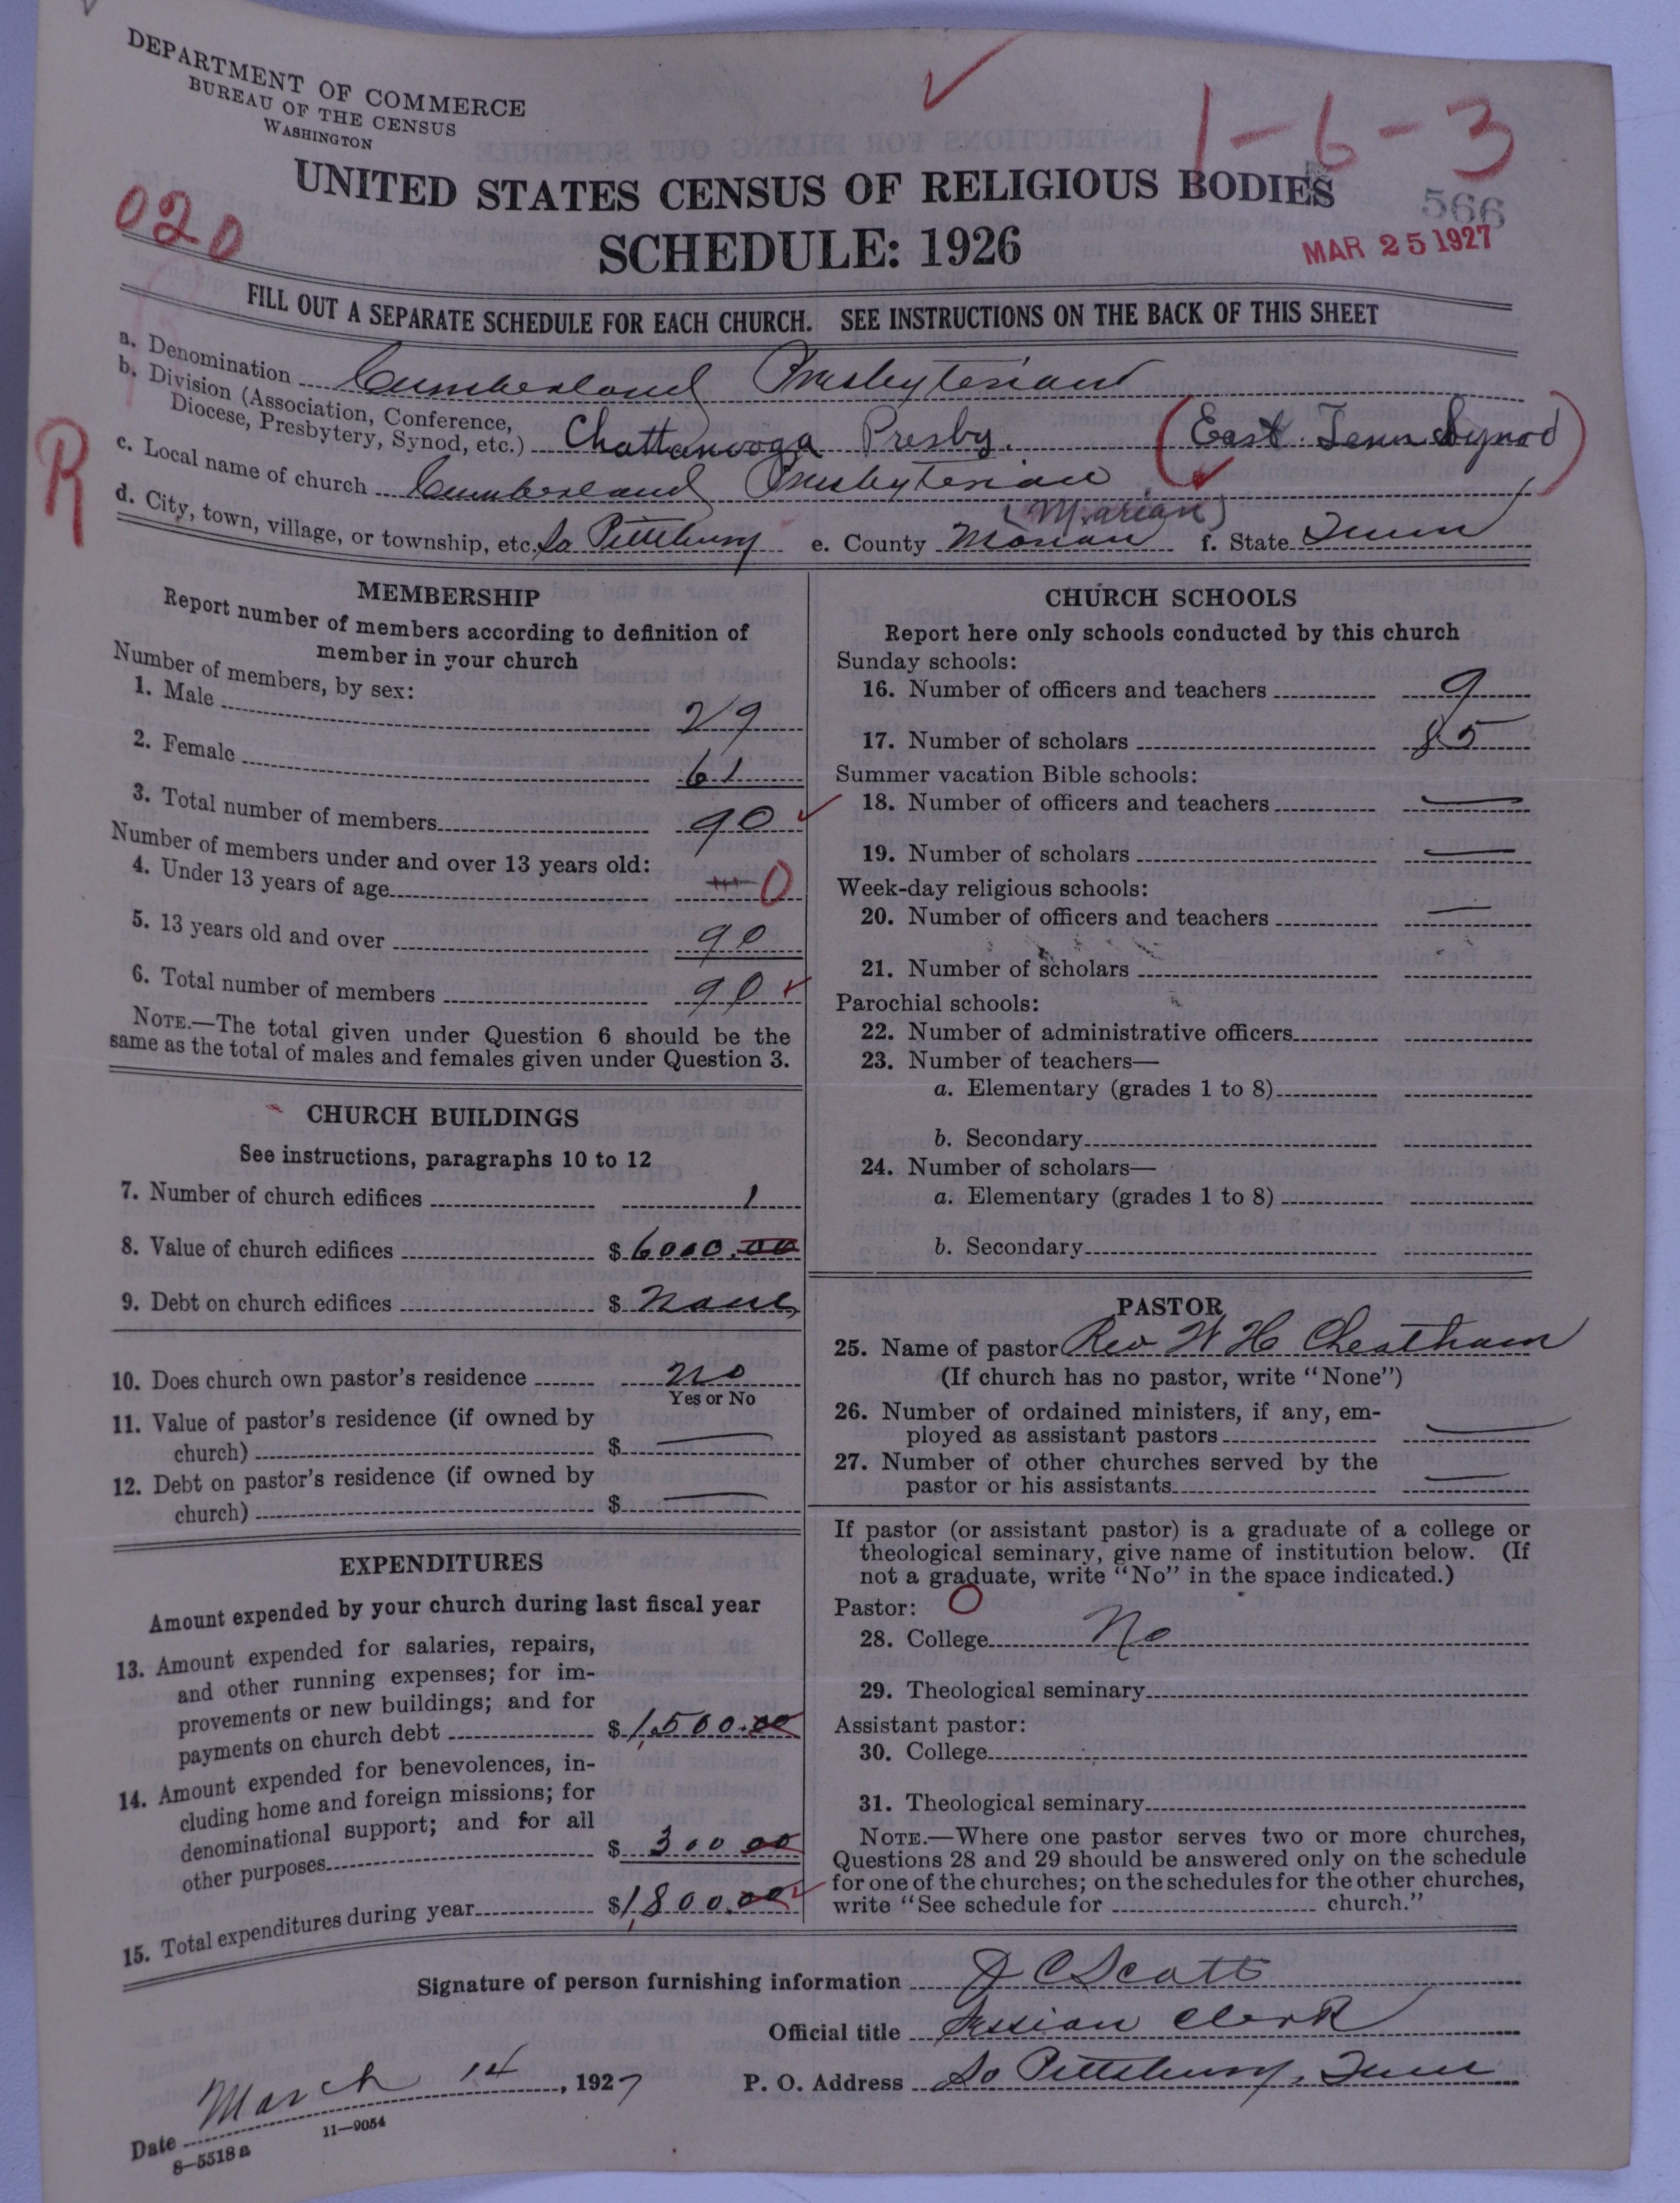 DEPARTMENT OF COMMERCE
BUREAU OF THE CENSUS
WASHINGTON
1-6-3
UNITED STATES CENSUS OF RELIGIOUS BODIES
566
020
SCHEDULE: 1926
MAR 25 1927
FILL OUT A SEPARATE SCHEDULE FOR EACH CHURCH. SEE INSTRUCTIONS ON THE BACK OF THIS SHEET
a. Denomination Cumberland Presbyterian
b. Division (Association, Conference,
Diocese, Presbytery, Synod, etc.) Chattanooga Presby. (East Tenn Synod)
R
c. Local name of church Cumberland Presbyterian
(Marian)
d. City, town, village, or township, etc. So Pittsburg e. County Marian f. State Tenn
MEMBERSHIP
Report number of members according to definition of
member in your church
Number of members, by sex:
1. Male 29
2. Female 61
3. Total number of members 90
Number of members under and over 13 years old:
4. Under 13 years of age 0
5. 13 years old and over 90
6. Total number of members 90
NOTE.—The total given under Question 6 should be the
same as the total of males and females given under Question 3.
CHURCH BUILDINGS
See instructions, paragraphs 10 to 12
7. Number of church edifices 1
8. Value of church edifices $ 6000.00
9. Debt on church edifices $ None
10. Does church own pastor's residence No
Yes or No
11. Value of pastor's residence (if owned by
church) $ —
12. Debt on pastor's residence (if owned by
church) $ —
EXPENDITURES
Amount expended by your church during last fiscal year
13. Amount expended for salaries, repairs,
and other running expenses; for im-
provements or new buildings; and for
payments on church debt $ 1,500.00
14. Amount expended for benevolences, in-
cluding home and foreign missions; for
denominational support; and for all
other purposes $ 300 00
15. Total expenditures during year $ 1,800.00
CHURCH SCHOOLS
Report here only schools conducted by this church
Sunday schools:
16. Number of officers and teachers 9
17. Number of scholars 85
Summer vacation Bible schools:
18. Number of officers and teachers —
19. Number of scholars —
Week-day religious schools:
20. Number of officers and teachers —
21. Number of scholars
Parochial schools:
22. Number of administrative officers
23. Number of teachers—
a. Elementary (grades 1 to 8)
b. Secondary
24. Number of scholars—
a. Elementary (grades 1 to 8)
b. Secondary
PASTOR
25. Name of pastor Rev W H Cheatham
(If church has no pastor, write "None")
26. Number of ordained ministers, if any, em-
ployed as assistant pastors —
27. Number of other churches served by the
pastor or his assistants —
If pastor (or assistant pastor) is a graduate of a college or
theological seminary, give name of institution below. (If
not a graduate, write "No" in the space indicated.)
Pastor: O
28. College No
29. Theological seminary
Assistant pastor:
30. College
31. Theological seminary
NOTE.—Where one pastor serves two or more churches,
Questions 28 and 29 should be answered only on the schedule
for one of the churches; on the schedules for the other churches,
write "See schedule for church."
Signature of person furnishing information J C Scott
Official title Session Clerk
Date March 14, 1927 P. O. Address So Pittsburg, Tenn
8-5518a 11-9054